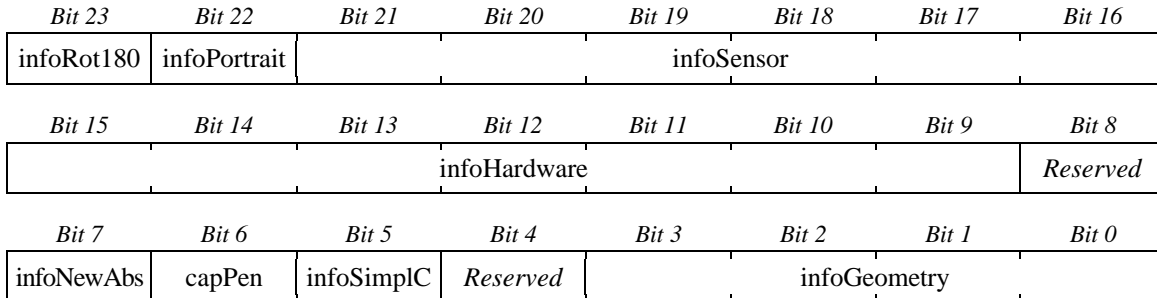 Bit 23 Bit 22 Bit 21 Bit 20 Bit 19 Bit 18 Bit 17 Bit 16
infoRot180 infoPortrait infoSensor
Bit 15 Bit 14 Bit 13 Bit 12 Bit 11 Bit 10 Bit 9 Bit 8
infoHardware Reserved
Bit 7 Bit 6 Bit 5 Bit 4 Bit 3 Bit 2 Bit 1 Bit 0
infoNewAbs capPen infoSimplC Reserved infoGeometry